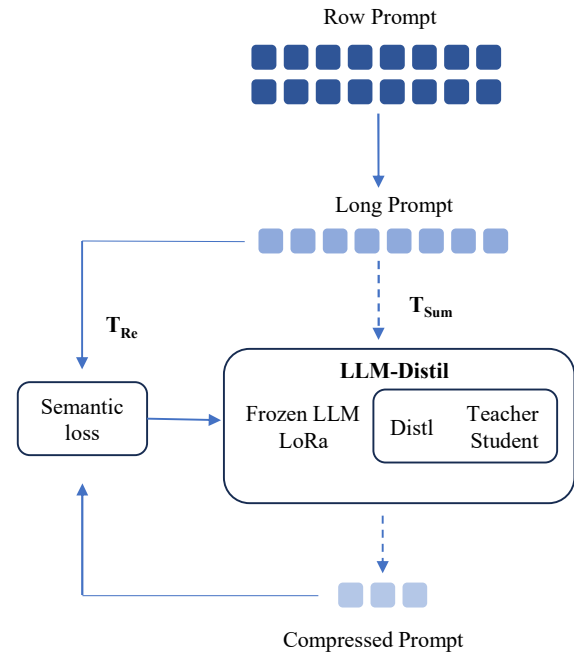 Row Prompt
Long Prompt
T_Sum
T_Re
LLM-Distil
Semantic
loss
Frozen LLM
LoRa
Distl
Teacher
Student
Compressed Prompt